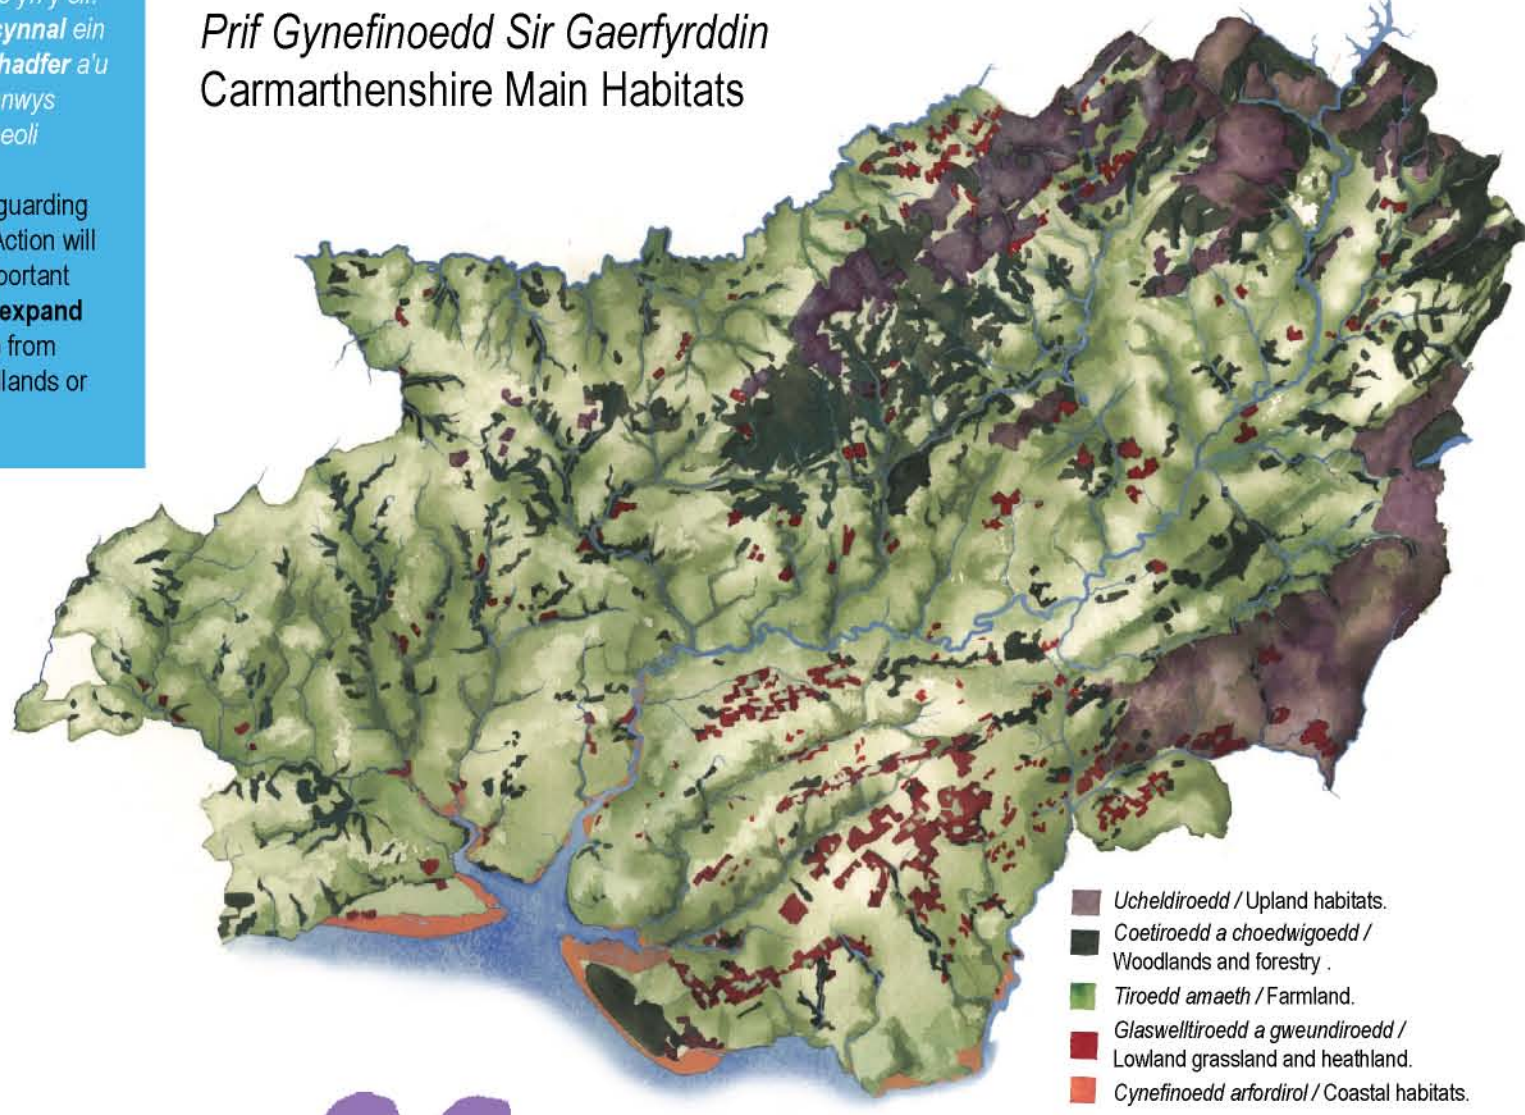 cynnal ein
hadfer a'u
nwys
eoli
guarding
Action will
portant
expand
from
lands or
Prif Gynefinoedd Sir Gaerfyrddin
Carmarthenshire Main Habitats
Ucheldiroedd / Upland habitats.
Coetiroedd a choedwigoedd /
Woodlands and forestry .
Tiroedd amaeth / Farmland.
Glaswelltiroedd a gweundiroedd /
Lowland grassland and heathland.
Cynefinoedd arfordirol / Coastal habitats.